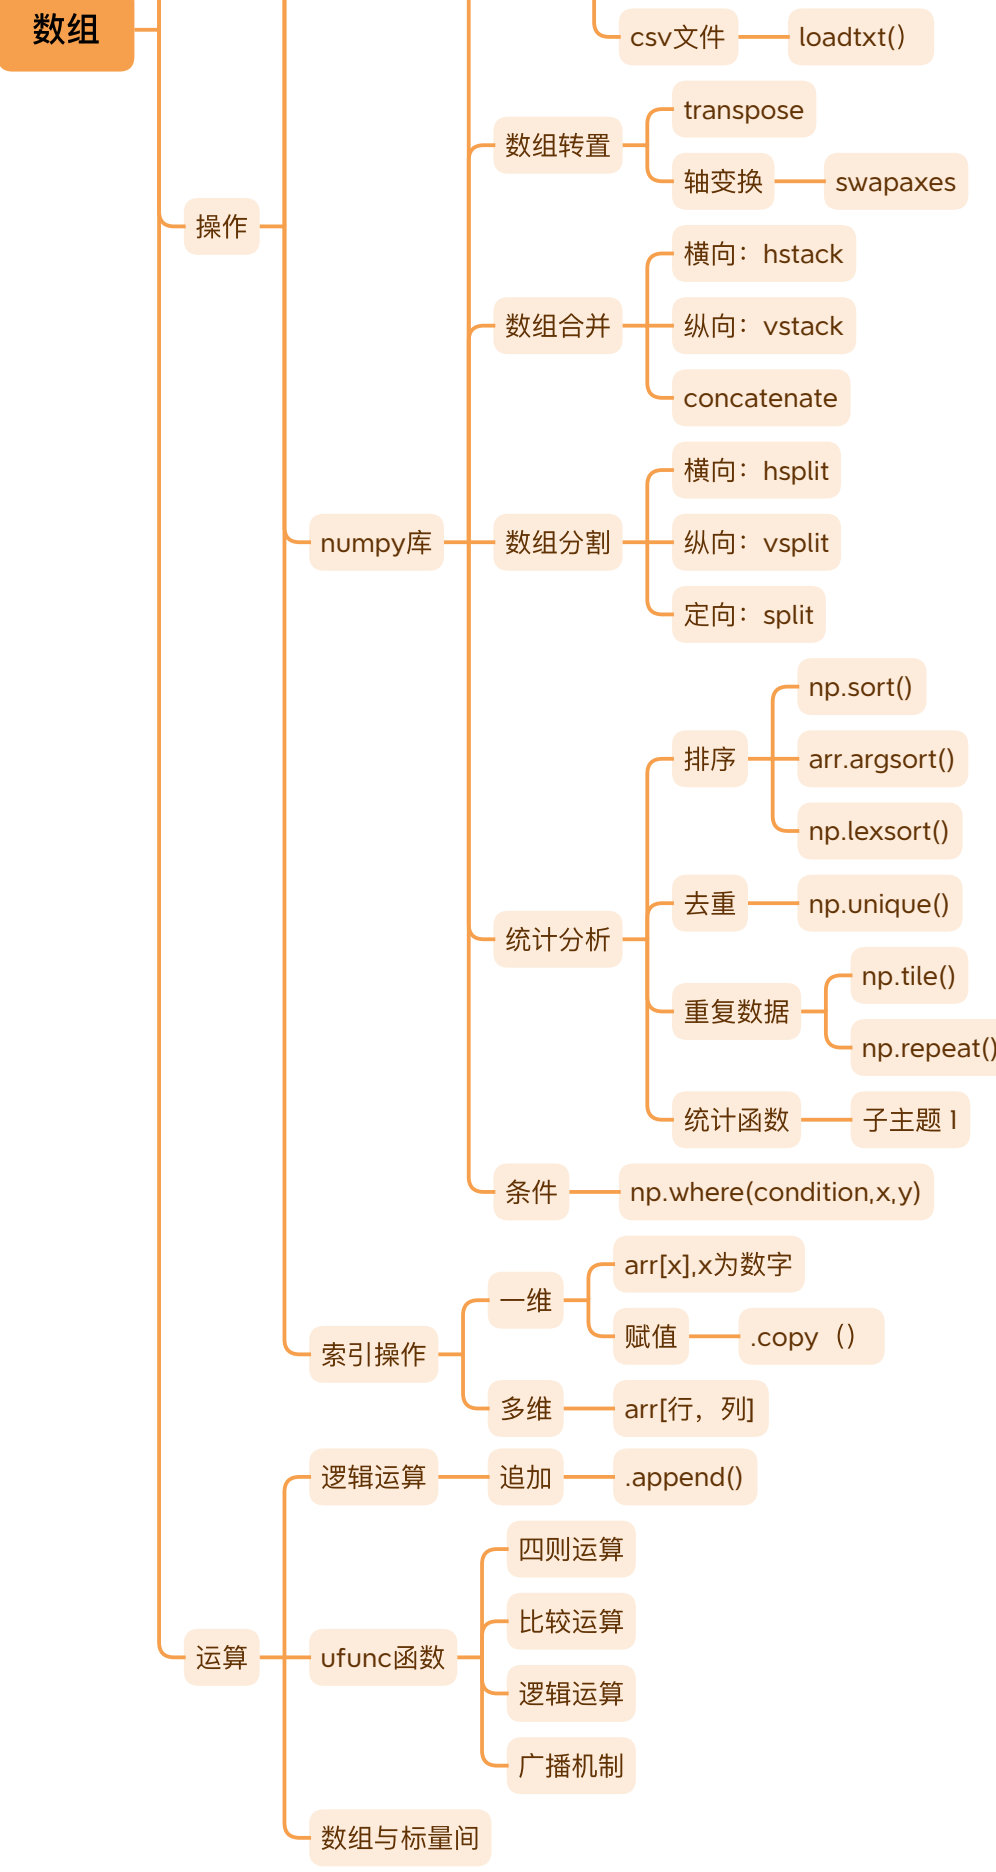 数组
csv文件
loadtxt()
transpose
数组转置
轴变换
swapaxes
操作
横向：hstack
数组合并
纵向：vstack
concatenate
横向：hsplit
numpy库
数组分割
纵向：vsplit
定向：split
np.sort()
排序
arr.argsort()
np.lexsort()
去重
np.unique()
统计分析
np.tile()
重复数据
np.repeat()
统计函数
子主题 1
条件
np.where(condition,x,y)
arr[x],x为数字
一维
赋值
.copy（）
索引操作
多维
arr[行，列]
逻辑运算
追加
.append()
四则运算
比较运算
运算
ufunc函数
逻辑运算
广播机制
数组与标量间